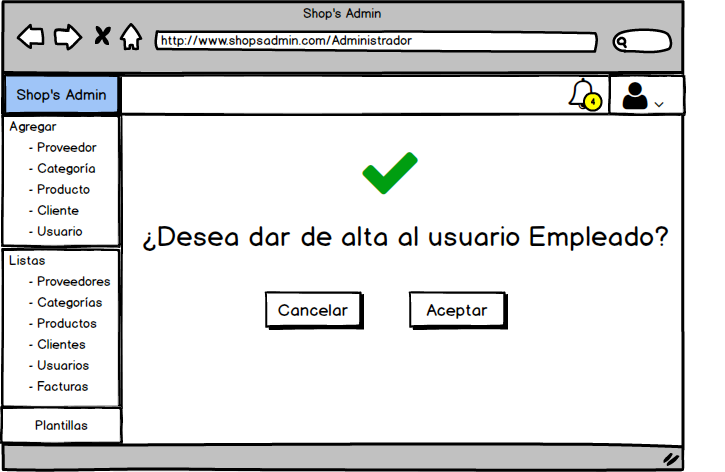 Shop's Admin
http://www.shopsadmin.com/Administrador
Shop's Admin
4
Agregar
- Proveedor
- Categoría
- Producto
- Cliente
- Usuario
Listas
- Proveedores
- Categorías
- Productos
- Clientes
- Usuarios
- Facturas
Plantillas
¿Desea dar de alta al usuario Empleado?
Cancelar
Aceptar